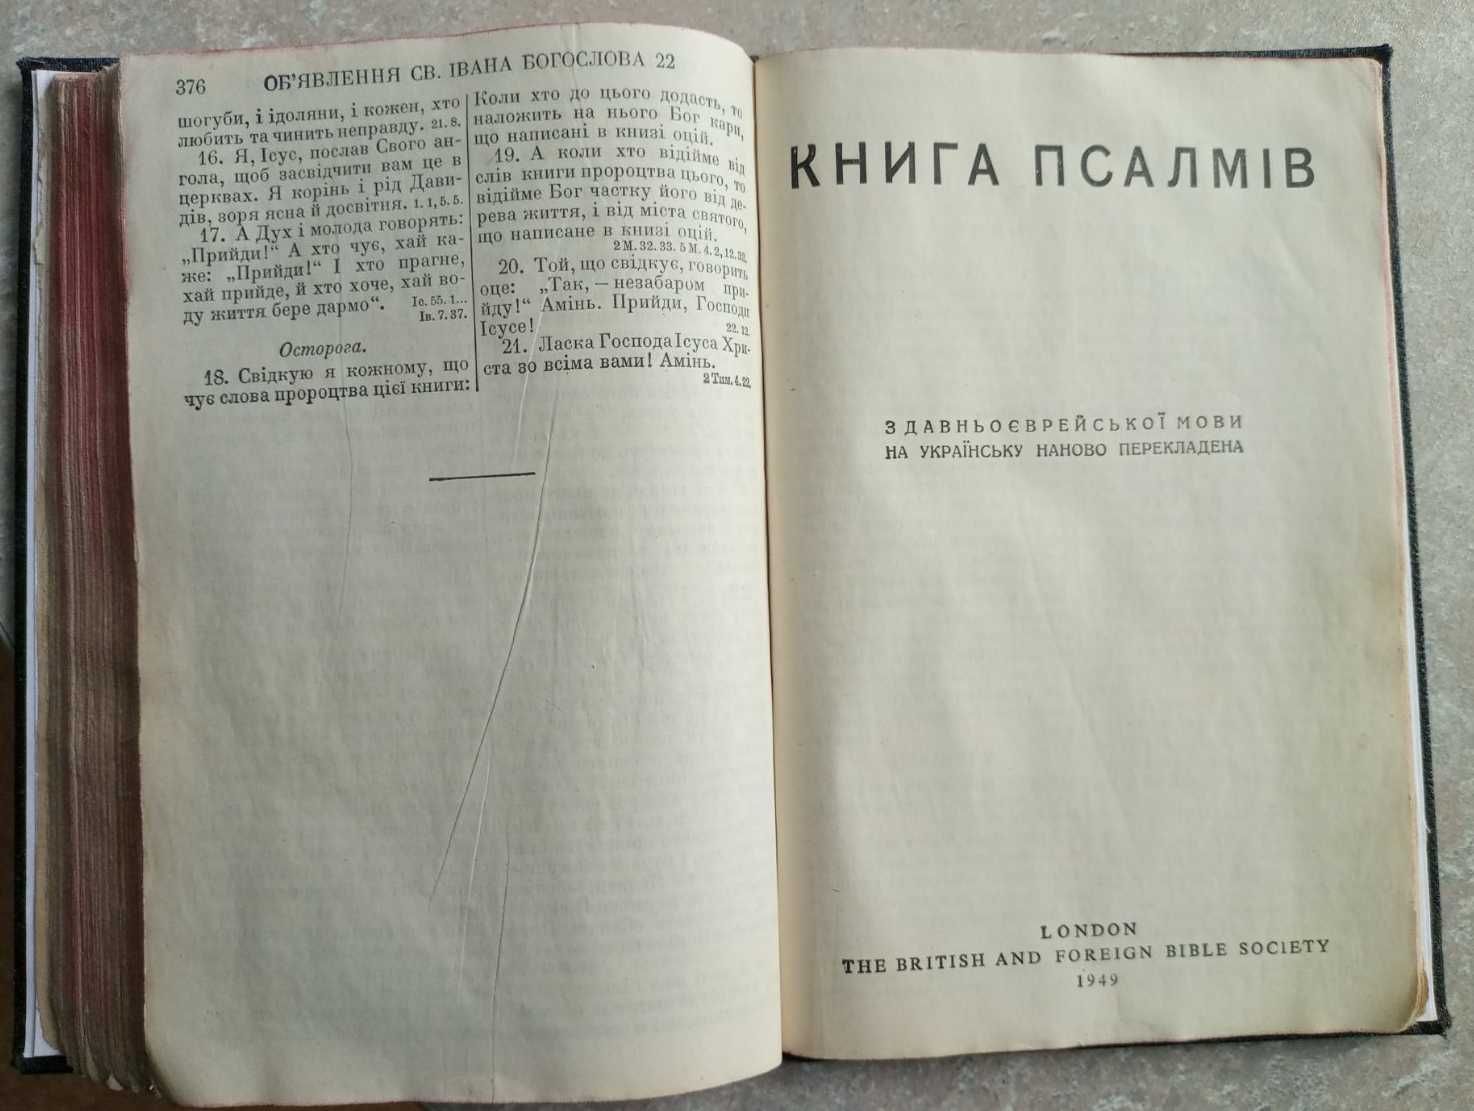 376 ОБ’ЯВЛЕННЯ СВ. ІВАНА БОГОСЛОВА 22
шогуби, і ідоляни, і кожен, хто
любить та чинить неправду. 21. 8.
16. Я, Ісус, послав Свого ан-
гола, щоб засвідчити вам це в
церквах. Я корінь і рід Дави-
дів, зоря ясна й досвітня. 1. 1, 5. 5.
17. А Дух і молода говорять:
„Прийди!“ А хто чує, хай ка-
же: „Прийди!“ І хто прагне,
хай прийде, й хто хоче, хай во-
ду життя бере дармо“. Іс. 55. 1...
Ів. 7. 37.
Осторога.
18. Свідкую я кожному, що
чує слова пророцтва цієї книги:
Коли хто до цього додасть, то
наложить на нього Бог кари,
що написані в книзі оцій.
19. А коли хто відійме від
слів книги пророцтва цього, то
відійме Бог частку його від де-
рева життя, і від міста святого,
що написане в книзі оцій.
2 М. 32. 33. 5 М. 4. 2, 12. 32.
20. Той, що свідкує, говорить
оце: „Так, — незабаром при-
йду!“ Амінь. Прийди, Господи
Ісусе! 22. 12.
21. Ласка Господа Ісуса Хри-
ста зо всіма вами! Амінь.
2 Тим. 4. 22.
КНИГА ПСАЛМІВ
З ДАВНЬОЄВРЕЙСЬКОЇ МОВИ
НА УКРАЇНСЬКУ НАНОВО ПЕРЕКЛАДЕНА
LONDON
THE BRITISH AND FOREIGN BIBLE SOCIETY
1949